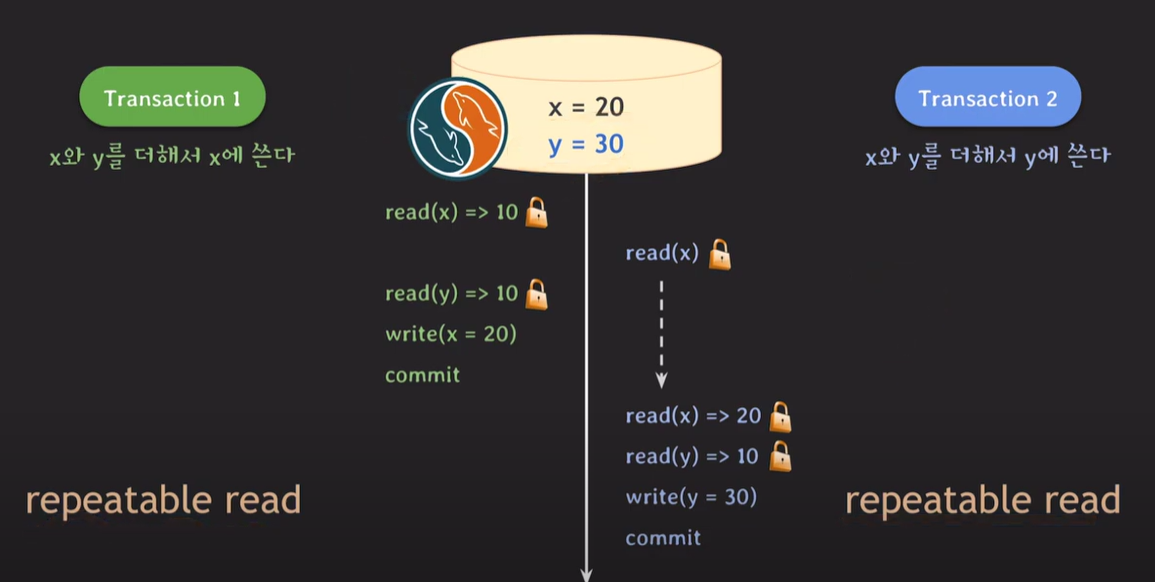 Transaction 1
x와 y를 더해서 x에 쓴다
x = 20
y = 30
Transaction 2
x와 y를 더해서 y에 쓴다
read(x) => 10
read(x)
read(y) => 10
write(x = 20)
commit
read(x) => 20
read(y) => 10
write(y = 30)
commit
repeatable read
repeatable read